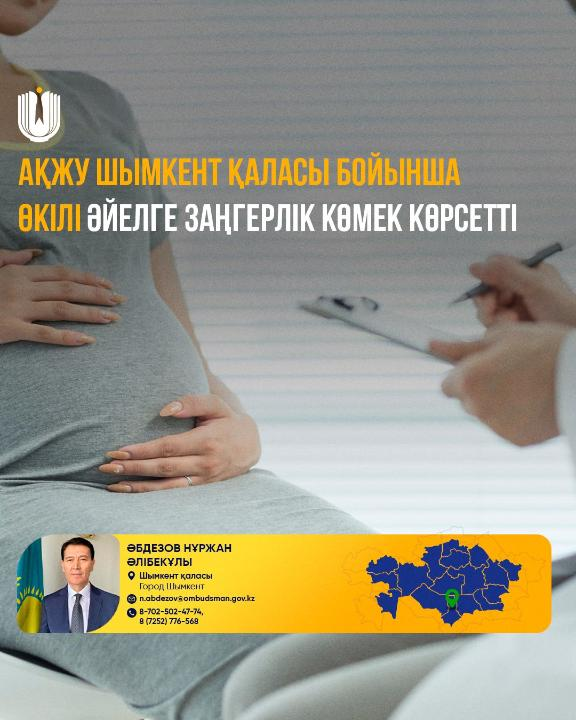 АҚЖУ ШЫМКЕНТ ҚАЛАСЫ БОЙЫНША
ӨКІЛІ ӘЙЕЛГЕ ЗАҢГЕРЛІК КӨМЕК КӨРСЕТТІ
ӘБДЕЗОВ НҰРЖАН
ӘЛІБЕКҰЛЫ
Шымкент қаласы
Город Шымкент
n.abdezov@ombudsman.gov.kz
8-702-502-47-74,
8 (7252) 776-568